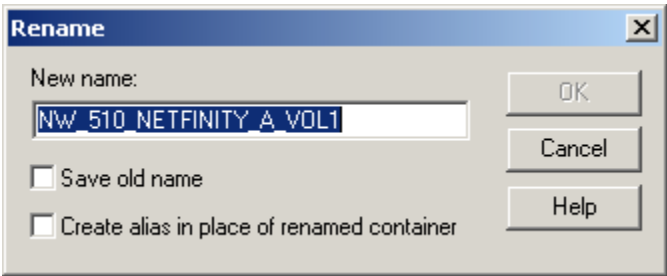 Rename
New name:
OK
NW_510_NETFINITY_A_VOL1
Cancel
Save old name
Help
Create alias in place of renamed container